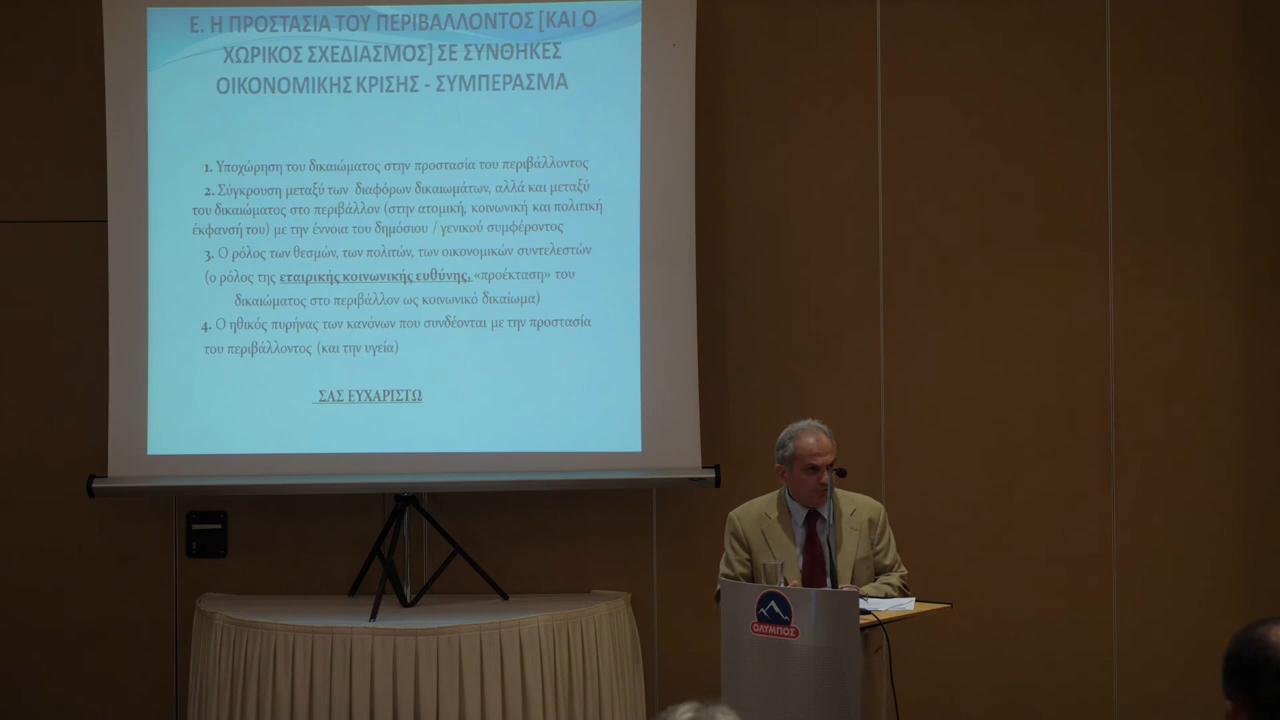 Ε. Η ΠΡΟΣΤΑΣΙΑ ΤΟΥ ΠΕΡΙΒΑΛΛΟΝΤΟΣ [ΚΑΙ Ο
ΧΩΡΙΚΟΣ ΣΧΕΔΙΑΣΜΟΣ] ΣΕ ΣΥΝΘΗΚΕΣ
ΟΙΚΟΝΟΜΙΚΗΣ ΚΡΙΣΗΣ - ΣΥΜΠΕΡΑΣΜΑ
1. Υποχώρηση του δικαιώματος στην προστασία του περιβάλλοντος
2. Σύγκρουση μεταξύ των διαφόρων δικαιωμάτων, αλλά και μεταξύ
του δικαιώματος στο περιβάλλον (στην ατομική, κοινωνική και πολιτική
έκφανσή του) με την έννοια του δημόσιου / γενικού συμφέροντος
3. Ο ρόλος των θεσμών, των πολιτών, των οικονομικών συντελεστών
(ο ρόλος της εταιρικής κοινωνικής ευθύνης, «προέκταση» του
δικαιώματος στο περιβάλλον ως κοινωνικό δικαίωμα)
4. Ο ηθικός πυρήνας των κανόνων που συνδέονται με την προστασία
του περιβάλλοντος (και την υγεία)
ΣΑΣ ΕΥΧΑΡΙΣΤΩ
ΟΛΥΜΠΟΣ